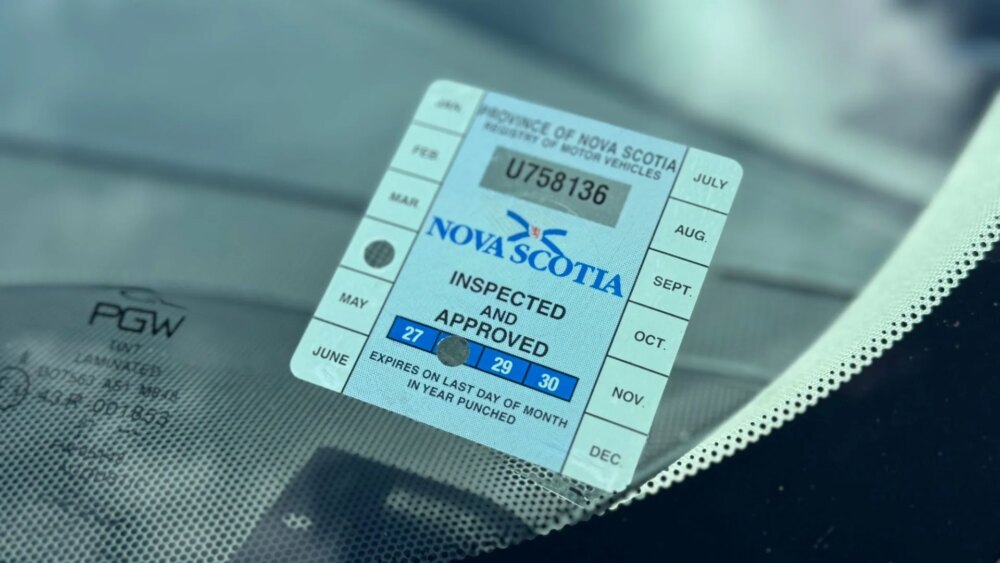 JAN.
FEB.
MAR.
MAY
JUNE
PROVINCE OF NOVA SCOTIA
REGISTRY OF MOTOR VEHICLES
U758136
NOVA SCOTIA
INSPECTED
AND
APPROVED
27 29 30
EXPIRES ON LAST DAY OF MONTH
IN YEAR PUNCHED
JULY
AUG.
SEPT.
OCT.
NOV.
DEC.
PGW
LAMINATED